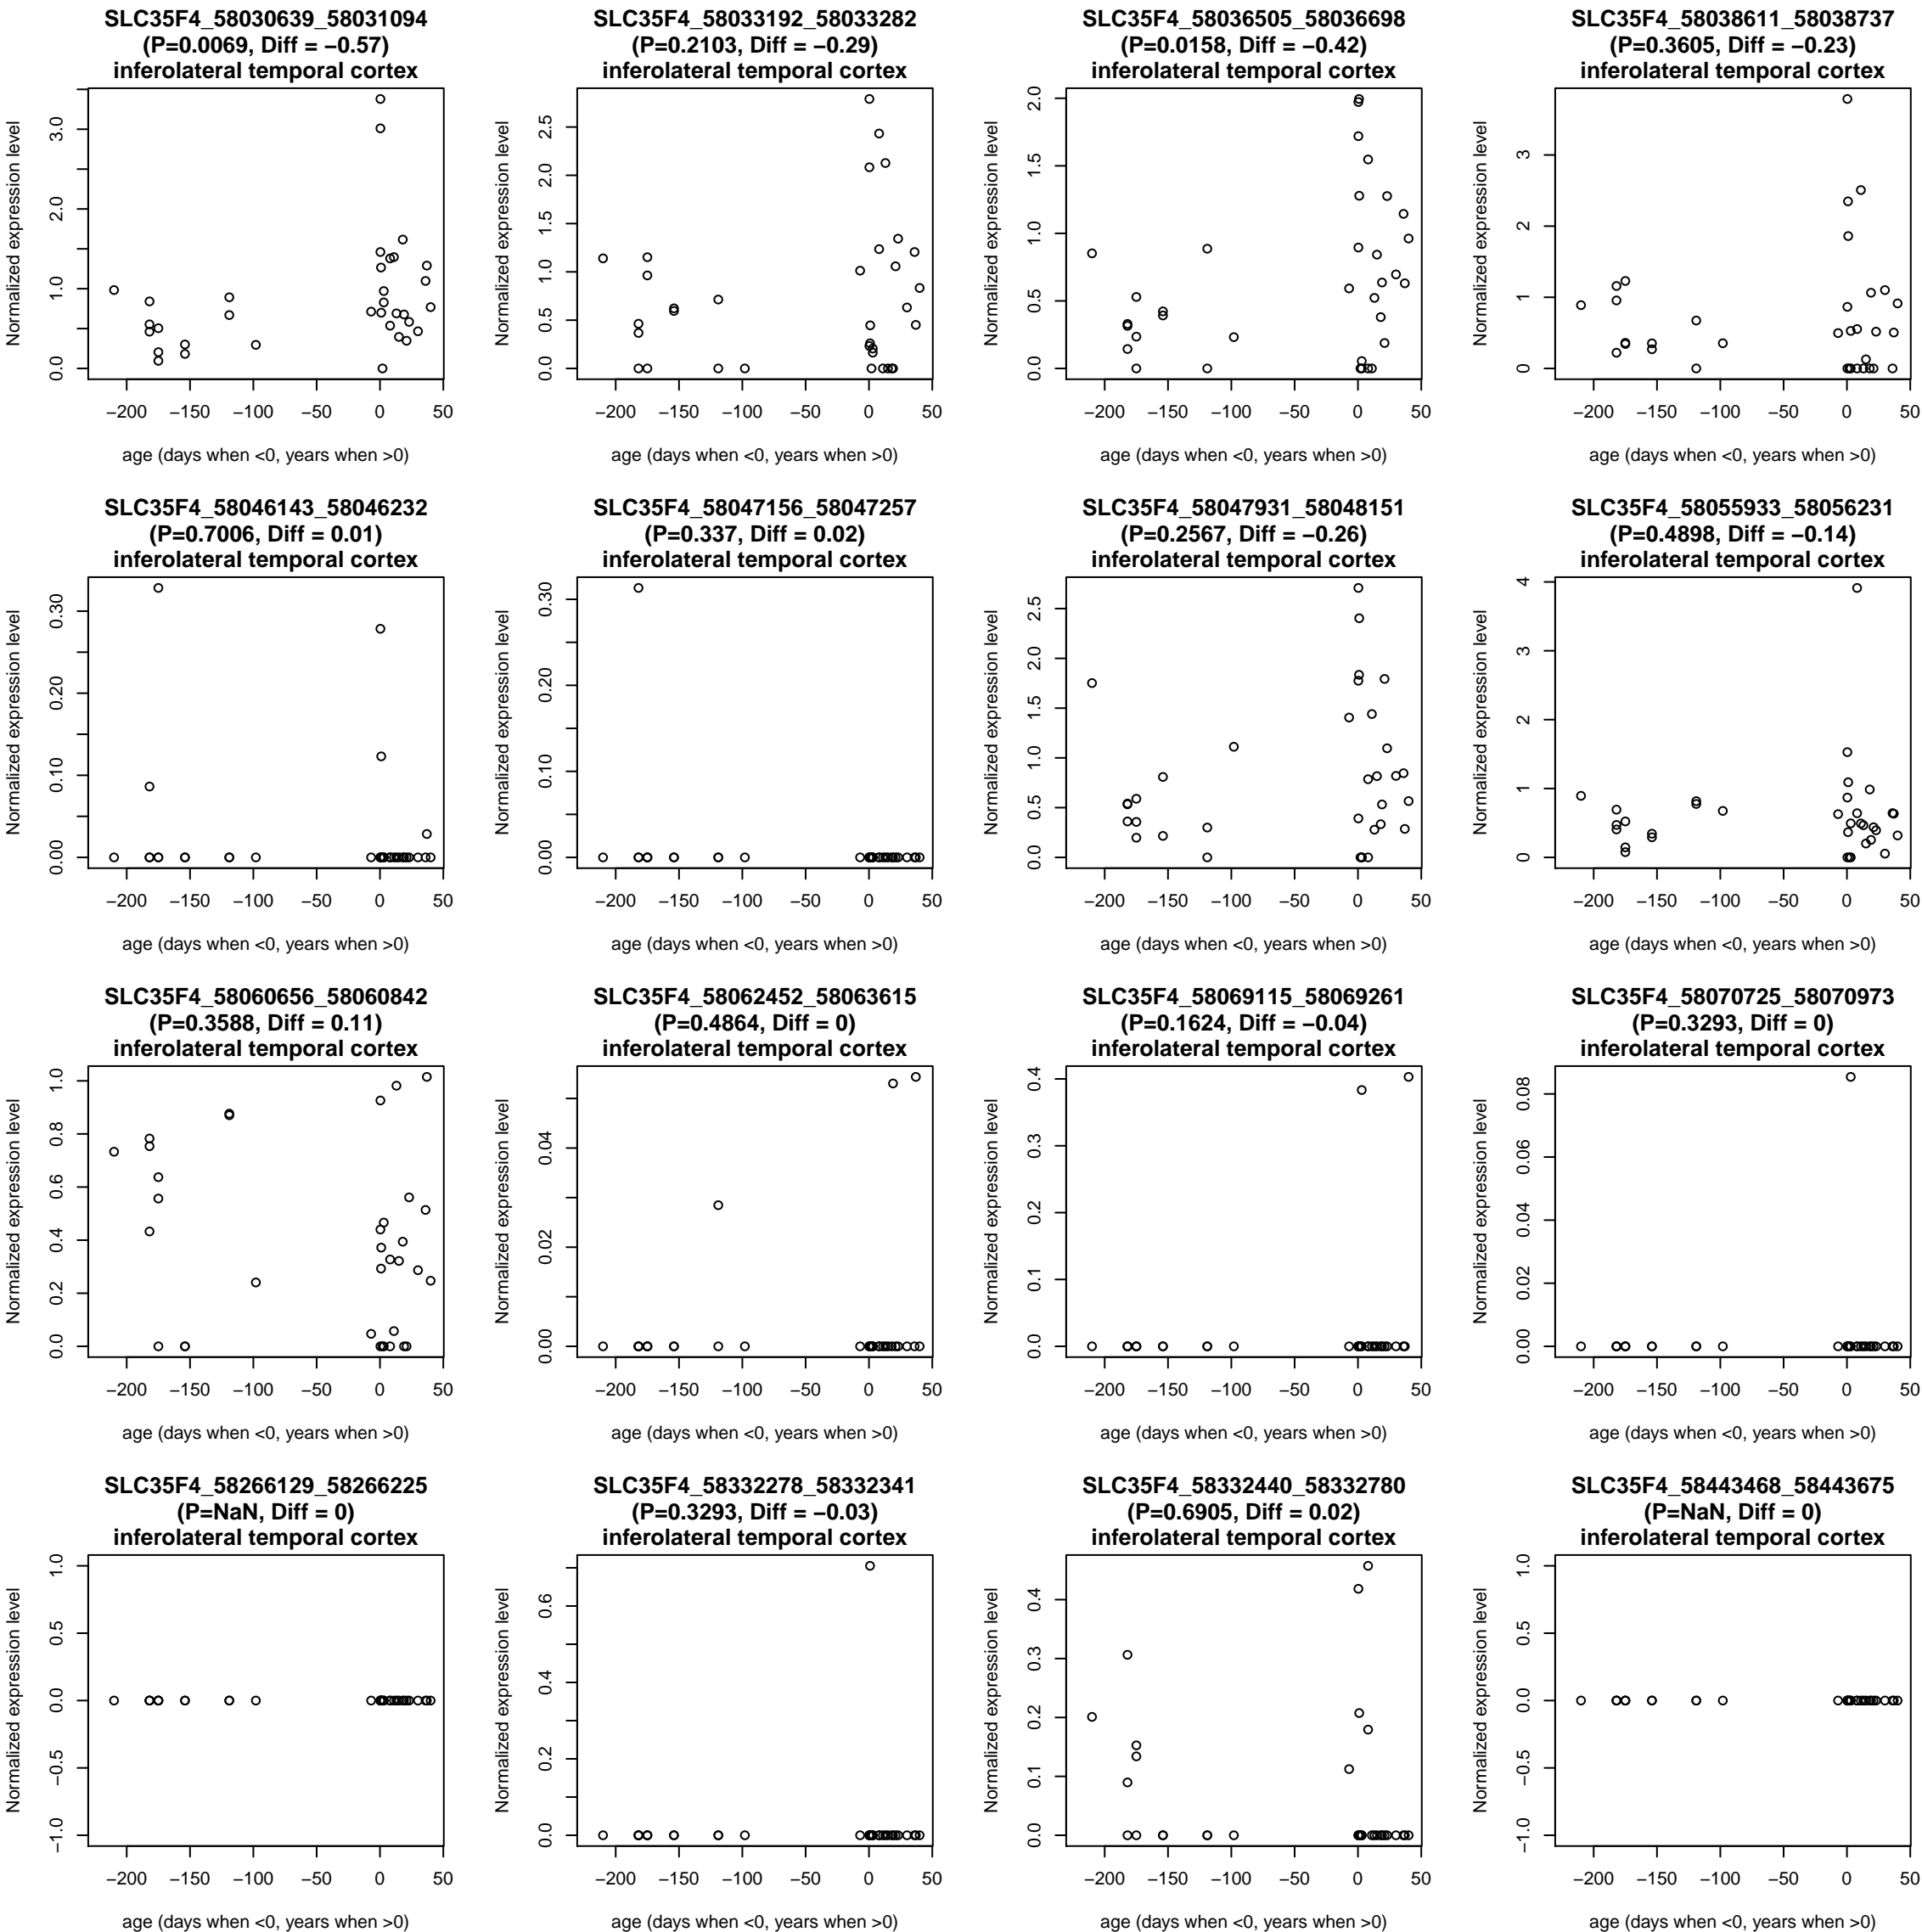 SLC35F4_58030639_58031094
(P=0.0069, Diff = −0.57)
inferolateral temporal cortex
Normalized expression level
0.0 1.0 2.0 3.0
−200 −150 −100 −50 0 50
age (days when <0, years when >0)
SLC35F4_58033192_58033282
(P=0.2103, Diff = −0.29)
inferolateral temporal cortex
Normalized expression level
0.0 0.5 1.0 1.5 2.0 2.5
−200 −150 −100 −50 0 50
age (days when <0, years when >0)
SLC35F4_58036505_58036698
(P=0.0158, Diff = −0.42)
inferolateral temporal cortex
Normalized expression level
0.0 0.5 1.0 1.5 2.0
−200 −150 −100 −50 0 50
age (days when <0, years when >0)
SLC35F4_58038611_58038737
(P=0.3605, Diff = −0.23)
inferolateral temporal cortex
Normalized expression level
0 1 2 3
−200 −150 −100 −50 0 50
age (days when <0, years when >0)
SLC35F4_58046143_58046232
(P=0.7006, Diff = 0.01)
inferolateral temporal cortex
Normalized expression level
0.00 0.10 0.20 0.30
−200 −150 −100 −50 0 50
age (days when <0, years when >0)
SLC35F4_58047156_58047257
(P=0.337, Diff = 0.02)
inferolateral temporal cortex
Normalized expression level
0.00 0.10 0.20 0.30
−200 −150 −100 −50 0 50
age (days when <0, years when >0)
SLC35F4_58047931_58048151
(P=0.2567, Diff = −0.26)
inferolateral temporal cortex
Normalized expression level
0.0 0.5 1.0 1.5 2.0 2.5
−200 −150 −100 −50 0 50
age (days when <0, years when >0)
SLC35F4_58055933_58056231
(P=0.4898, Diff = −0.14)
inferolateral temporal cortex
Normalized expression level
0 1 2 3 4
−200 −150 −100 −50 0 50
age (days when <0, years when >0)
SLC35F4_58060656_58060842
(P=0.3588, Diff = 0.11)
inferolateral temporal cortex
Normalized expression level
0.0 0.2 0.4 0.6 0.8 1.0
−200 −150 −100 −50 0 50
age (days when <0, years when >0)
SLC35F4_58062452_58063615
(P=0.4864, Diff = 0)
inferolateral temporal cortex
Normalized expression level
0.00 0.02 0.04
−200 −150 −100 −50 0 50
age (days when <0, years when >0)
SLC35F4_58069115_58069261
(P=0.1624, Diff = −0.04)
inferolateral temporal cortex
Normalized expression level
0.0 0.1 0.2 0.3 0.4
−200 −150 −100 −50 0 50
age (days when <0, years when >0)
SLC35F4_58070725_58070973
(P=0.3293, Diff = 0)
inferolateral temporal cortex
Normalized expression level
0.00 0.02 0.04 0.06 0.08
−200 −150 −100 −50 0 50
age (days when <0, years when >0)
SLC35F4_58266129_58266225
(P=NaN, Diff = 0)
inferolateral temporal cortex
Normalized expression level
−1.0 −0.5 0.0 0.5 1.0
−200 −150 −100 −50 0 50
age (days when <0, years when >0)
SLC35F4_58332278_58332341
(P=0.3293, Diff = −0.03)
inferolateral temporal cortex
Normalized expression level
0.0 0.2 0.4 0.6
−200 −150 −100 −50 0 50
age (days when <0, years when >0)
SLC35F4_58332440_58332780
(P=0.6905, Diff = 0.02)
inferolateral temporal cortex
Normalized expression level
0.0 0.1 0.2 0.3 0.4
−200 −150 −100 −50 0 50
age (days when <0, years when >0)
SLC35F4_58443468_58443675
(P=NaN, Diff = 0)
inferolateral temporal cortex
Normalized expression level
−1.0 −0.5 0.0 0.5 1.0
−200 −150 −100 −50 0 50
age (days when <0, years when >0)